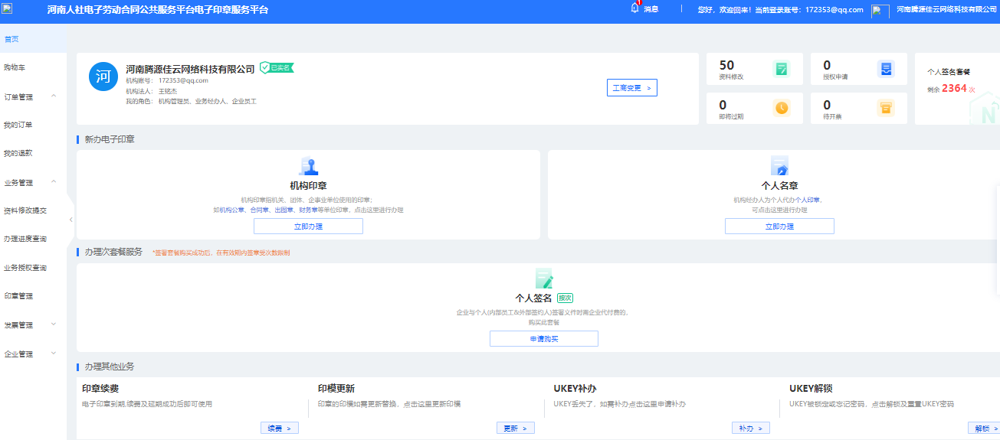 河南人社电子劳动合同公共服务平台电子印章服务平台
1
消息
您好，欢迎回来！当前登录账号：172353@qq.com
河南腾源佳云网络科技有限公司
首页
购物车
订单管理
我的订单
我的退款
业务管理
资料修改提交
办理进度查询
业务授权查询
印章管理
发票管理
企业管理
河
河南腾源佳云网络科技有限公司
已实名
机构账号：172353@qq.com
机构法人：王铭杰
我的角色：机构管理员、业务经办人、企业员工
工商变更 >
50
资料修改
0
授权申请
0
即将过期
0
待开票
个人签名套餐
剩余 2364 次
N
新办电子印章
机构印章
机构印章指机关、团体、企事业单位使用的印章；
如机构公章、合同章、出图章、财务章等单位印章，点击这里进行办理
立即办理
个人名章
机构经办人为个人代办个人印章，
可点击这里进行办理
立即办理
办理次套餐服务
*签署套餐购买成功后，在有效期内签章受次数限制
个人签名
按次
企业与个人(内部员工&外部签约人)签署文件时需企业代付费的，
购买此套餐
申请购买
办理其他业务
印章续费
电子印章到期,续费及延期成功后即可使用
续费 >
印模更新
印章的印模如需更新替换，点击这里更新印模
更新 >
UKEY补办
UKEY丢失了，如需补办点击这里申请补办
补办 >
UKEY解锁
UKEY被锁定或忘记密码，点击解锁及重置UKEY密码
解锁 >